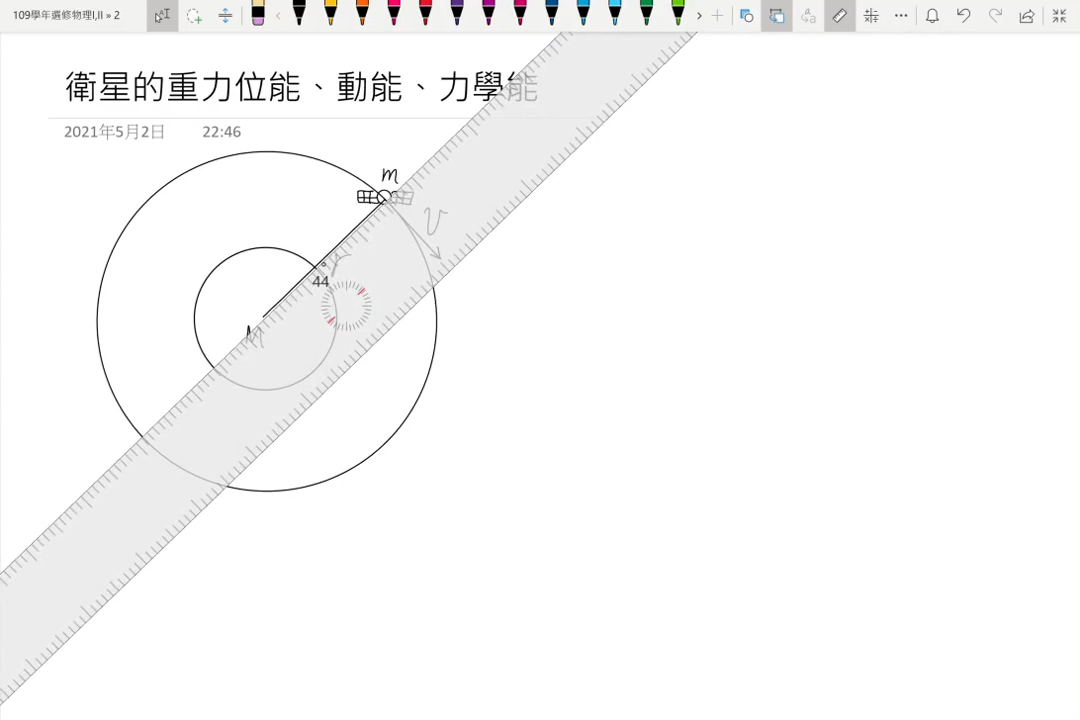 109學年選修物理I,II » 2
衛星的重力位能、動能、力學能
2021年5月2日 22:46
m
v
r
44°
M